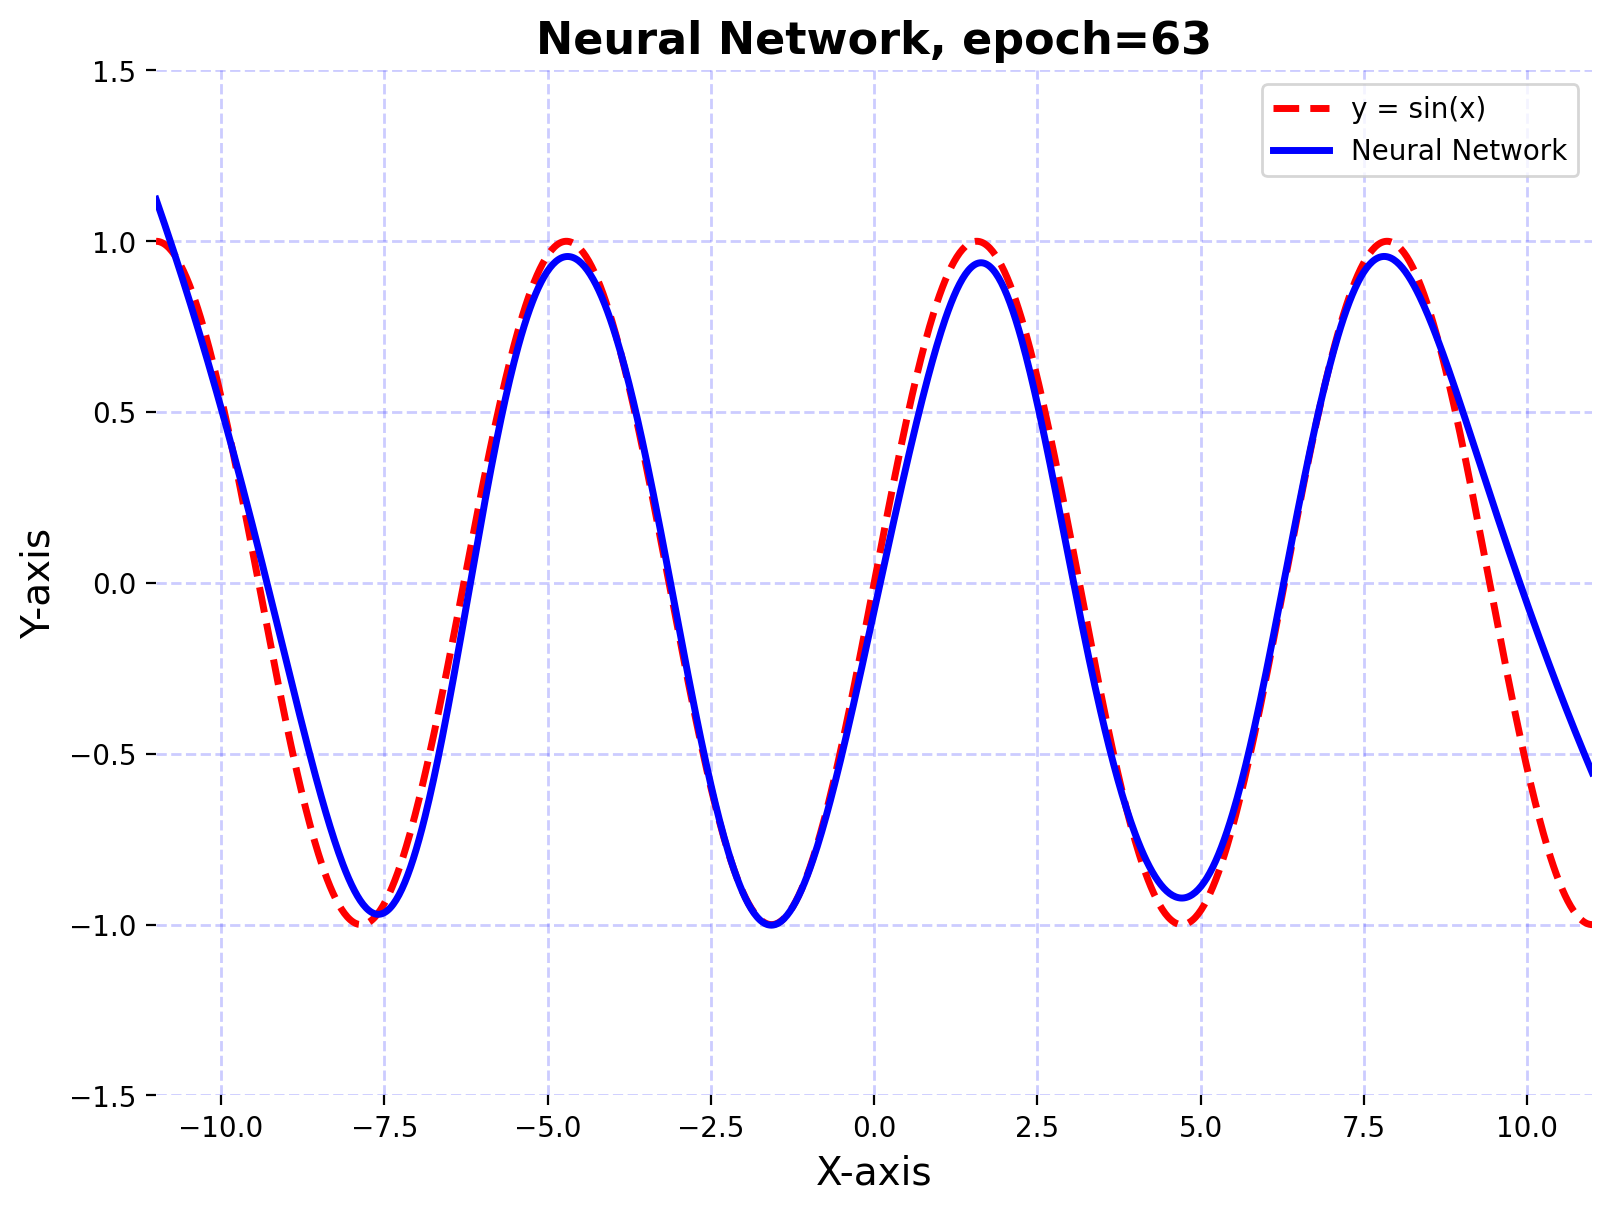 Neural Network, epoch=63
y = sin(x)
Neural Network
Y-axis
1.5
1.0
0.5
0.0
−0.5
−1.0
−1.5
−10.0 −7.5 −5.0 −2.5 0.0 2.5 5.0 7.5 10.0
X-axis